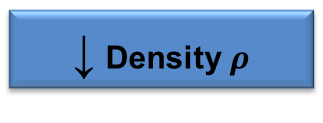 ↓ Density ρ